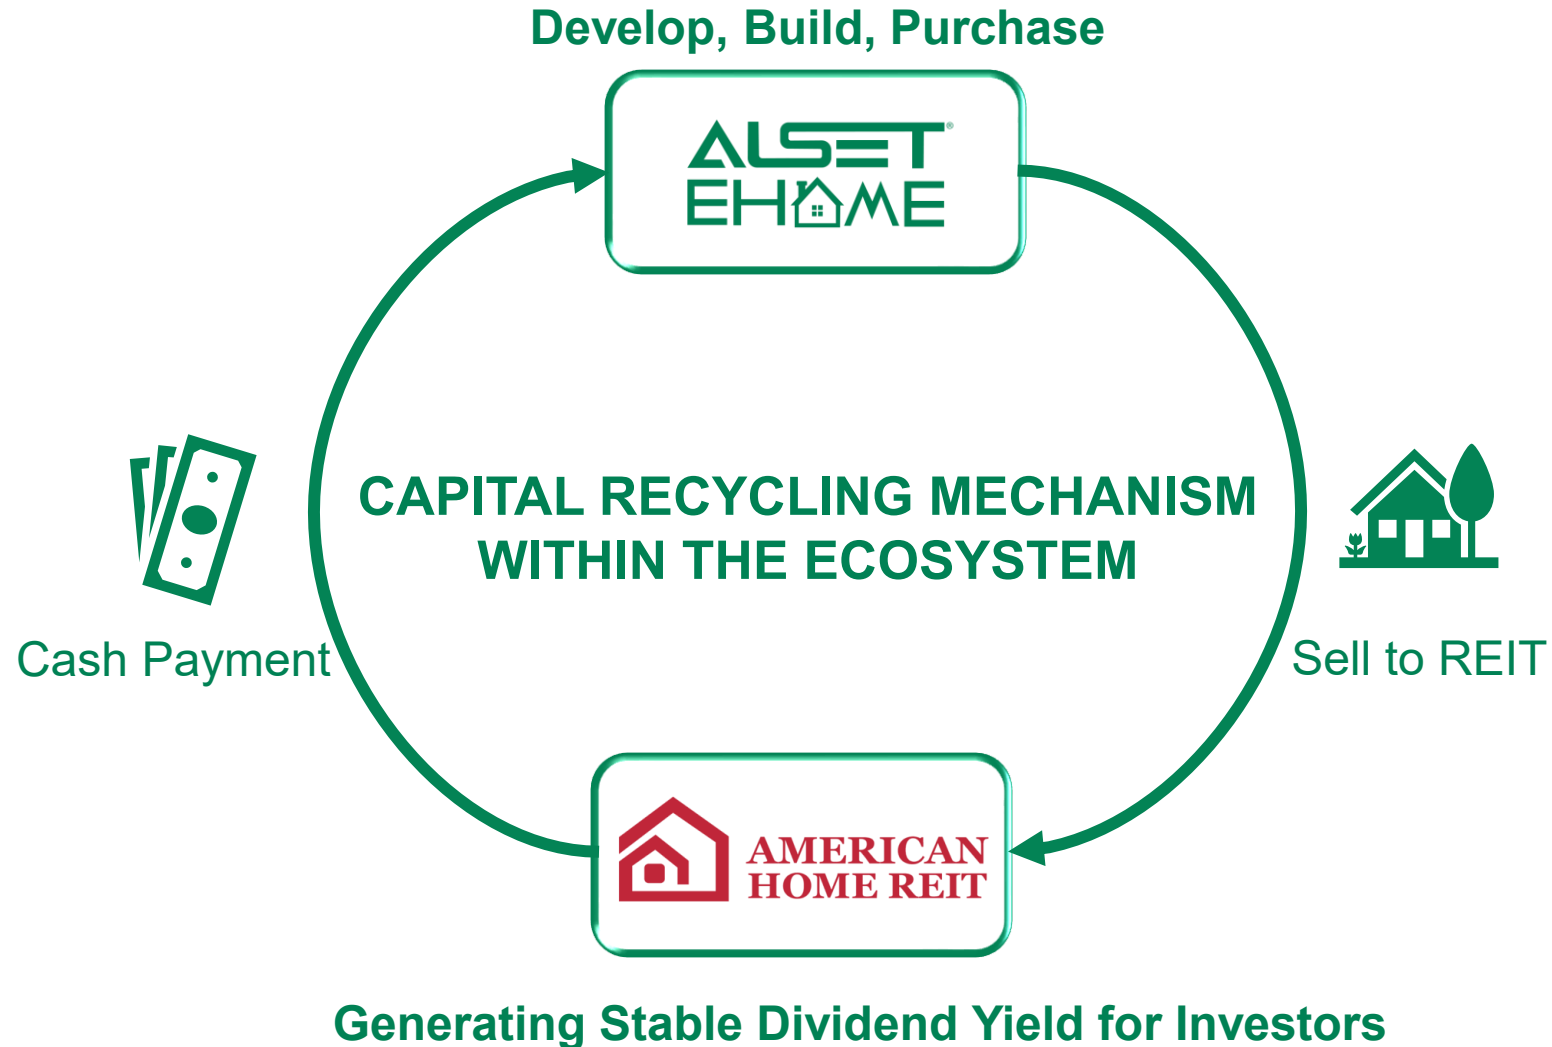 Develop, Build, Purchase
ALSET®
EHOME
CAPITAL RECYCLING MECHANISM
WITHIN THE ECOSYSTEM
Cash Payment
Sell to REIT
AMERICAN
HOME REIT
Generating Stable Dividend Yield for Investors